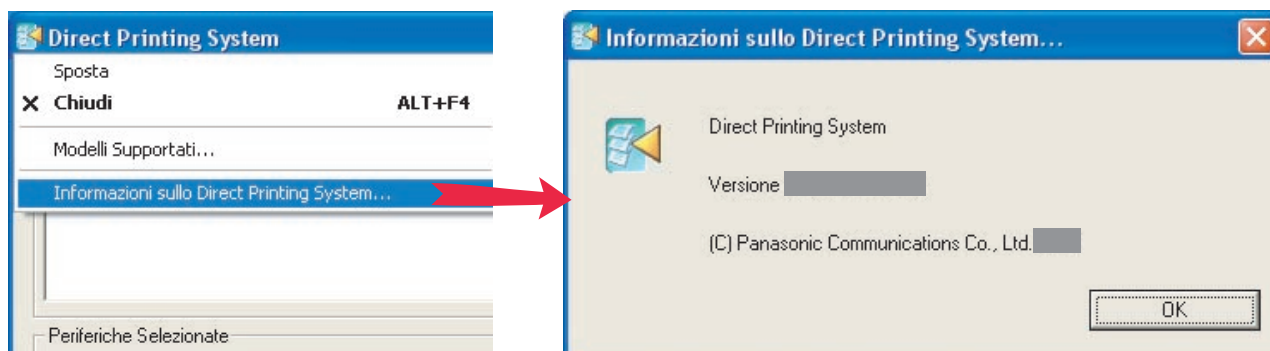 Direct Printing System
Sposta
Chiudi ALT+F4
Modelli Supportati...
Informazioni sullo Direct Printing System...
Periferiche Selezionate
Informazioni sullo Direct Printing System...
Direct Printing System
Versione
(C) Panasonic Communications Co., Ltd.
OK